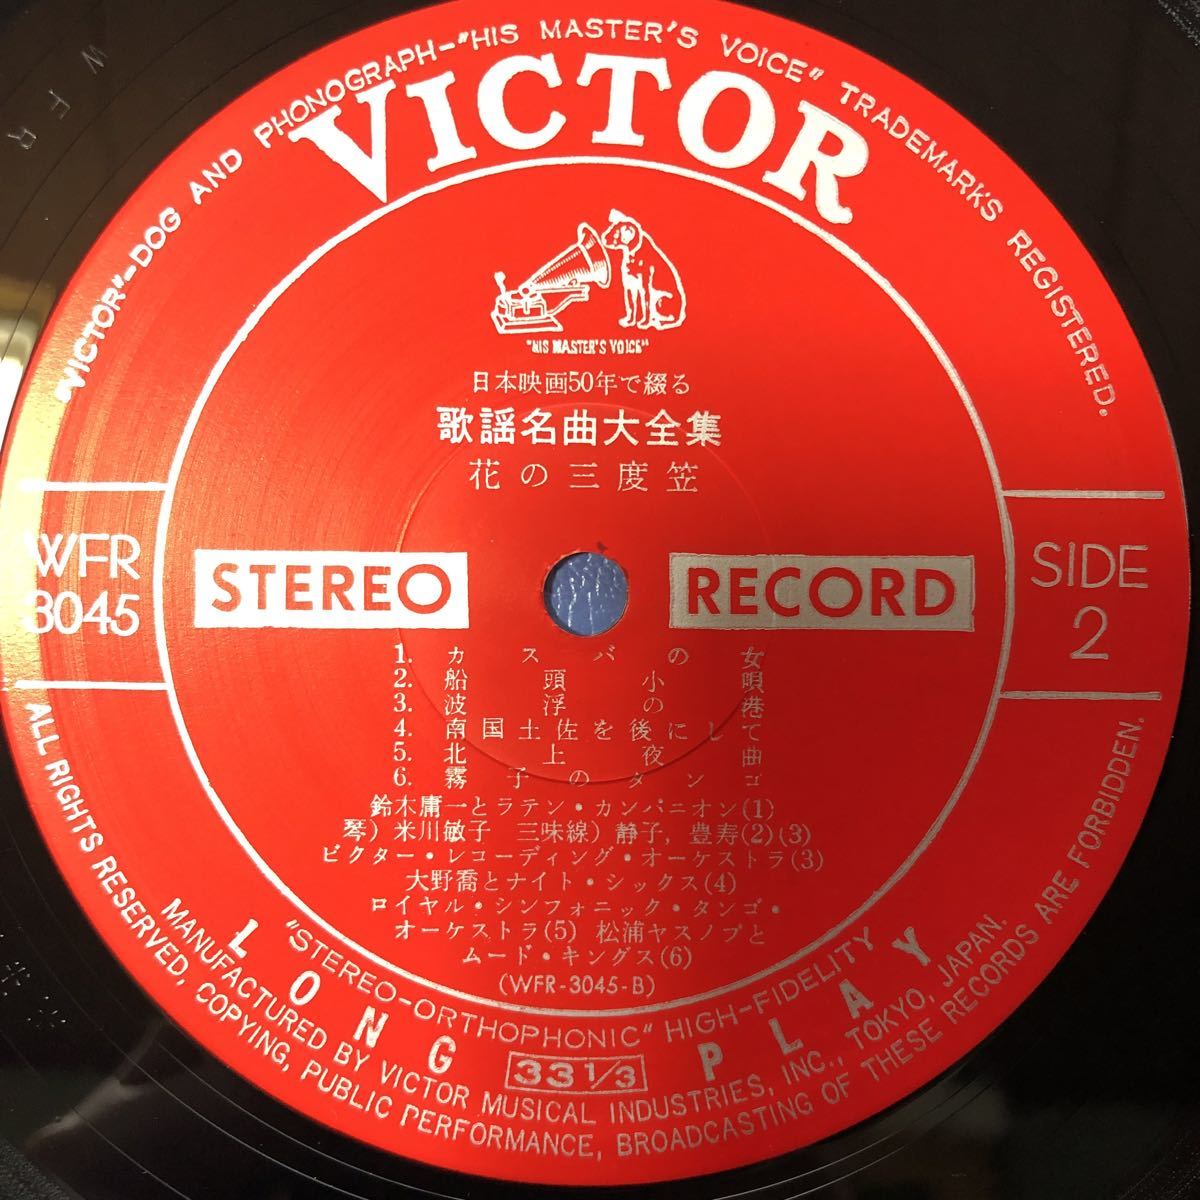 "VICTOR"-DOG AND PHONOGRAPH-"HIS MASTER'S VOICE" TRADEMARKS REGISTERED.
VICTOR
"HIS MASTER'S VOICE"
日本映画50年で綴る
歌謡名曲大全集
花の三度笠
WFR
3045
STEREO
RECORD
SIDE
2
1. カスバの女
2. 船頭小唄
3. 波浮の港
4. 南国土佐を後にして
5. 北上夜曲
6. 霧子のタンゴ
鈴木庸一とラテン・カンパニオン(1)
琴) 米川敏子 三味線) 静子, 豊寿(2)(3)
ビクター・レコーディング・オーケストラ(3)
大野喬とナイト・シックス(4)
ロイヤル・シンフォニック・タンゴ・
オーケストラ(5) 松浦ヤスノブと
ムード・キングス(6)
(WFR-3045-B)
"STEREO-ORTHOPHONIC" HIGH-FIDELITY
LONG PLAY
33 1/3
MANUFACTURED BY VICTOR MUSICAL INDUSTRIES, INC., TOKYO, JAPAN.
ALL RIGHTS RESERVED, COPYING, PUBLIC PERFORMANCE, BROADCASTING OF THESE RECORDS ARE FORBIDDEN.
W F R